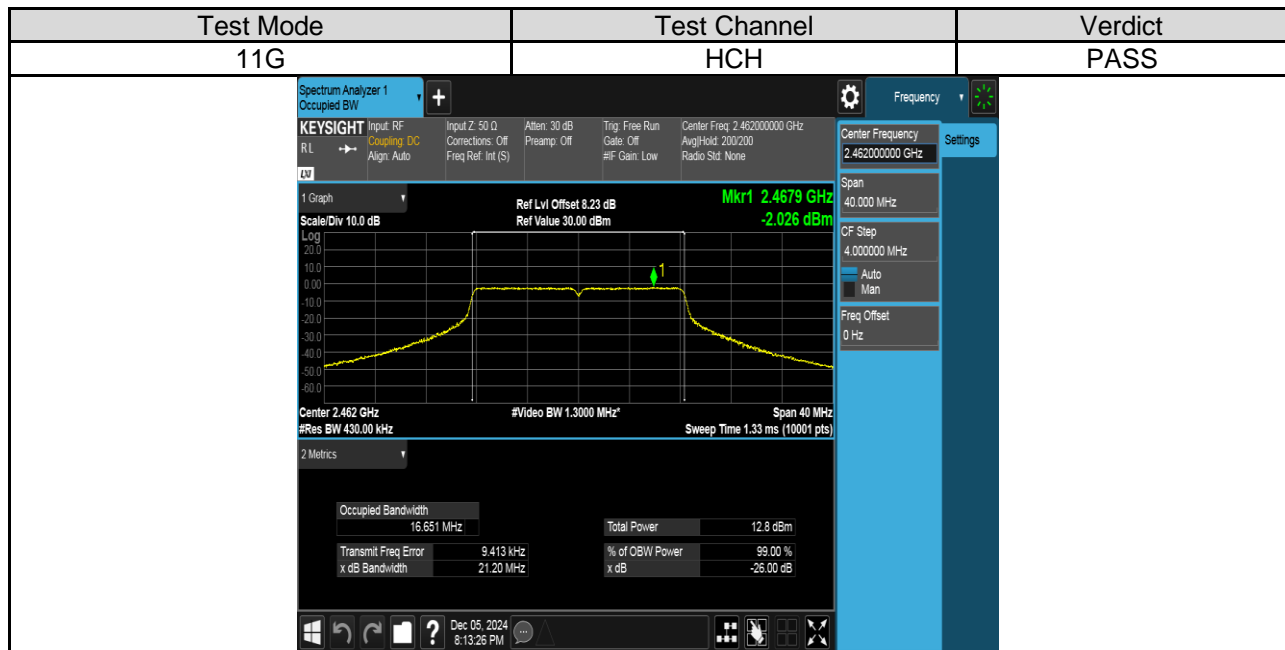 Test Mode Test Channel Verdict
11G HCH PASS
Spectrum Analyzer 1
Occupied BW
+
Frequency
KEYSIGHT Input: RF Input Z: 50 Ω Atten: 30 dB Trig: Free Run Center Freq: 2.462000000 GHz
RL Coupling: DC Corrections: Off Preamp: Off Gate: Off Avg|Hold: 200/200
Align: Auto Freq Ref: Int (S) #IF Gain: Low Radio Std: None
LXI
Center Frequency
2.462000000 GHz
Settings
Span
40.000 MHz
CF Step
4.000000 MHz
Auto
Man
Freq Offset
0 Hz
1 Graph Ref Lvl Offset 8.23 dB Mkr1 2.4679 GHz
Scale/Div 10.0 dB Ref Value 30.00 dBm -2.026 dBm
Log
20.0
10.0
1
0.00
-10.0
-20.0
-30.0
-40.0
-50.0
-60.0
Center 2.462 GHz #Video BW 1.3000 MHz* Span 40 MHz
#Res BW 430.00 kHz Sweep Time 1.33 ms (10001 pts)
2 Metrics
Occupied Bandwidth
16.651 MHz Total Power 12.8 dBm
Transmit Freq Error 9.413 kHz % of OBW Power 99.00 %
x dB Bandwidth 21.20 MHz x dB -26.00 dB
? Dec 05, 2024
8:13:26 PM